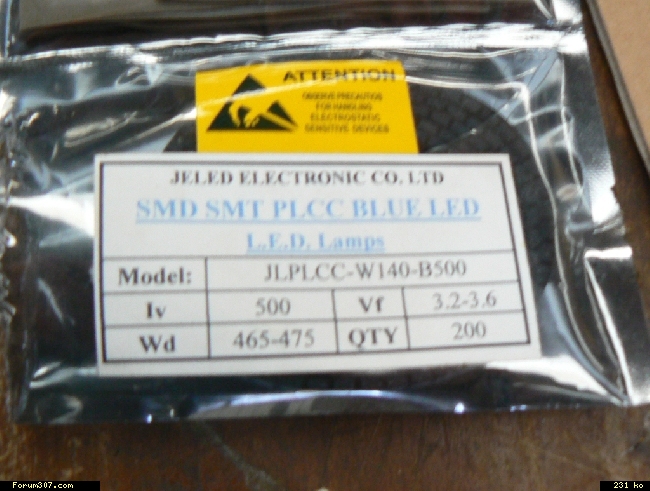 ATTENTION
OBSERVE PRECAUTIONS
FOR HANDLING
ELECTROSTATIC
SENSITIVE DEVICES
JELED ELECTRONIC CO. LTD
SMD SMT PLCC BLUE LED
L.E.D. Lamps
Model: JLPLCC-W140-B500
Iv 500 Vf 3.2-3.6
Wd 465-475 QTY 200
Forum307.com 231 ko